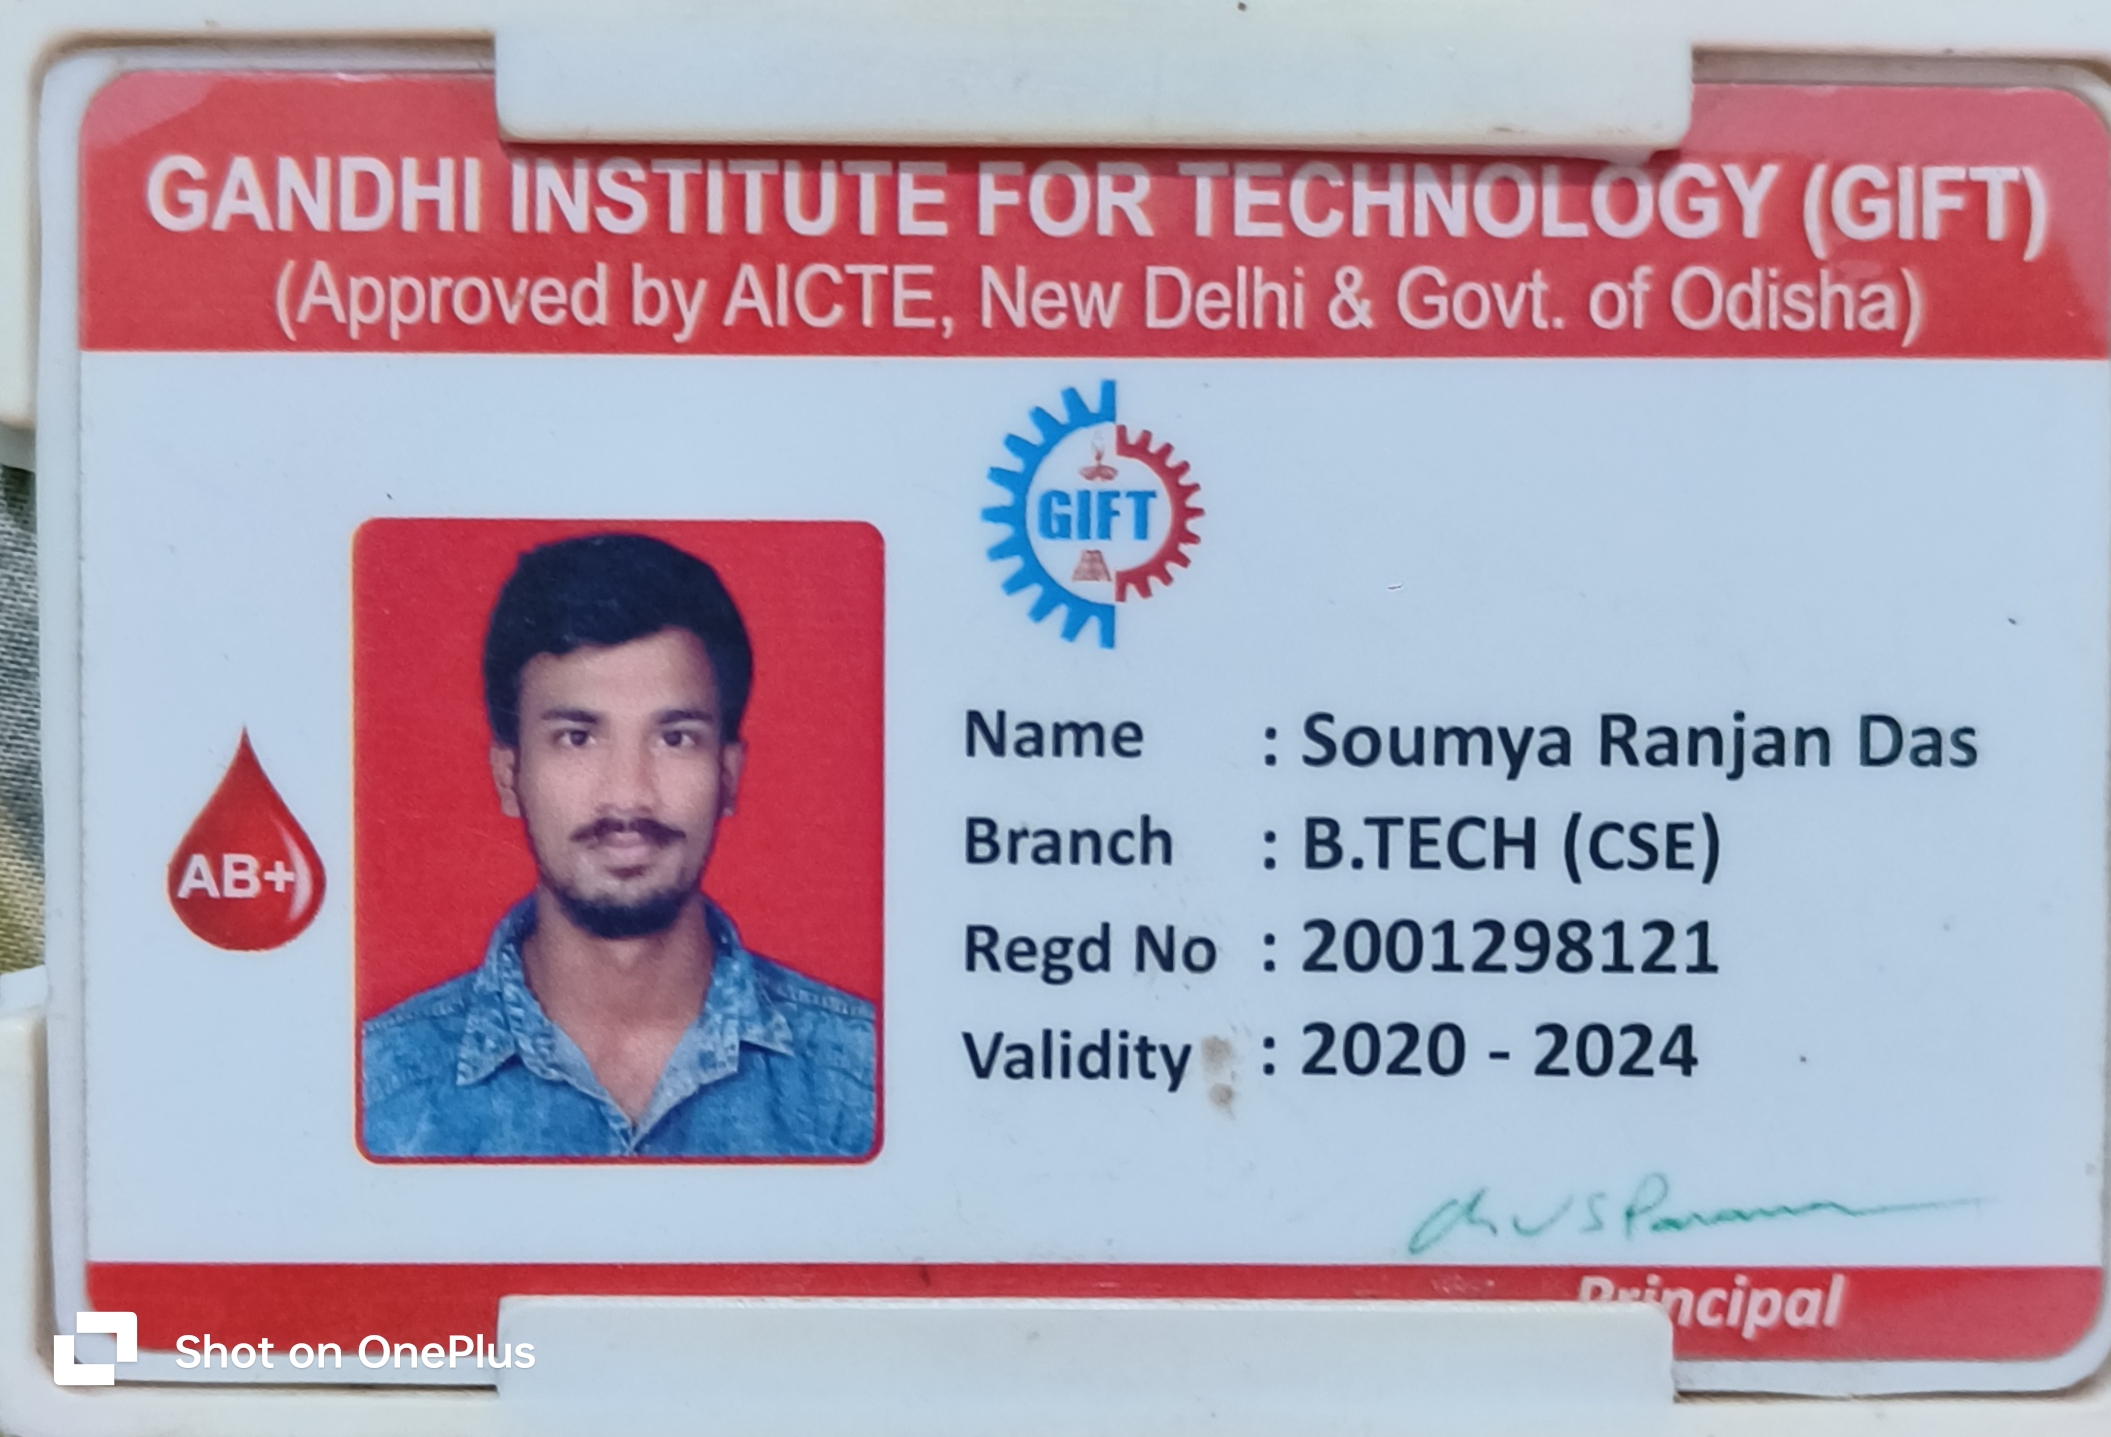 GANDHI INSTITUTE FOR TECHNOLOGY (GIFT)
(Approved by AICTE, New Delhi & Govt. of Odisha)
GIFT
AB+
Name : Soumya Ranjan Das
Branch : B.TECH (CSE)
Regd No : 2001298121
Validity : 2020 - 2024
Principal
Shot on OnePlus